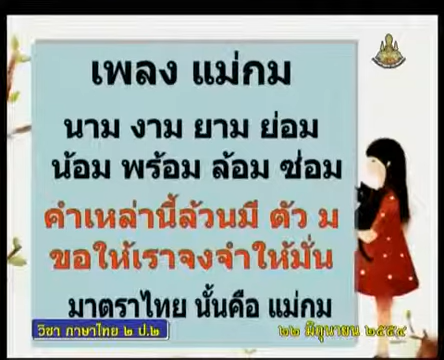 เพลง แม่กม
นาม งาม ยาม ย่อม
น้อม พร้อม ล้อม ซ่อม
คำเหล่านี้ล้วนมี ตัว ม
ขอให้เราจงจำให้มั่น
มาตราไทย นั้นคือ แม่กม
วิชา ภาษาไทย ๒ ป.๒
๒๒ มิถุนายน ๒๕๕๔